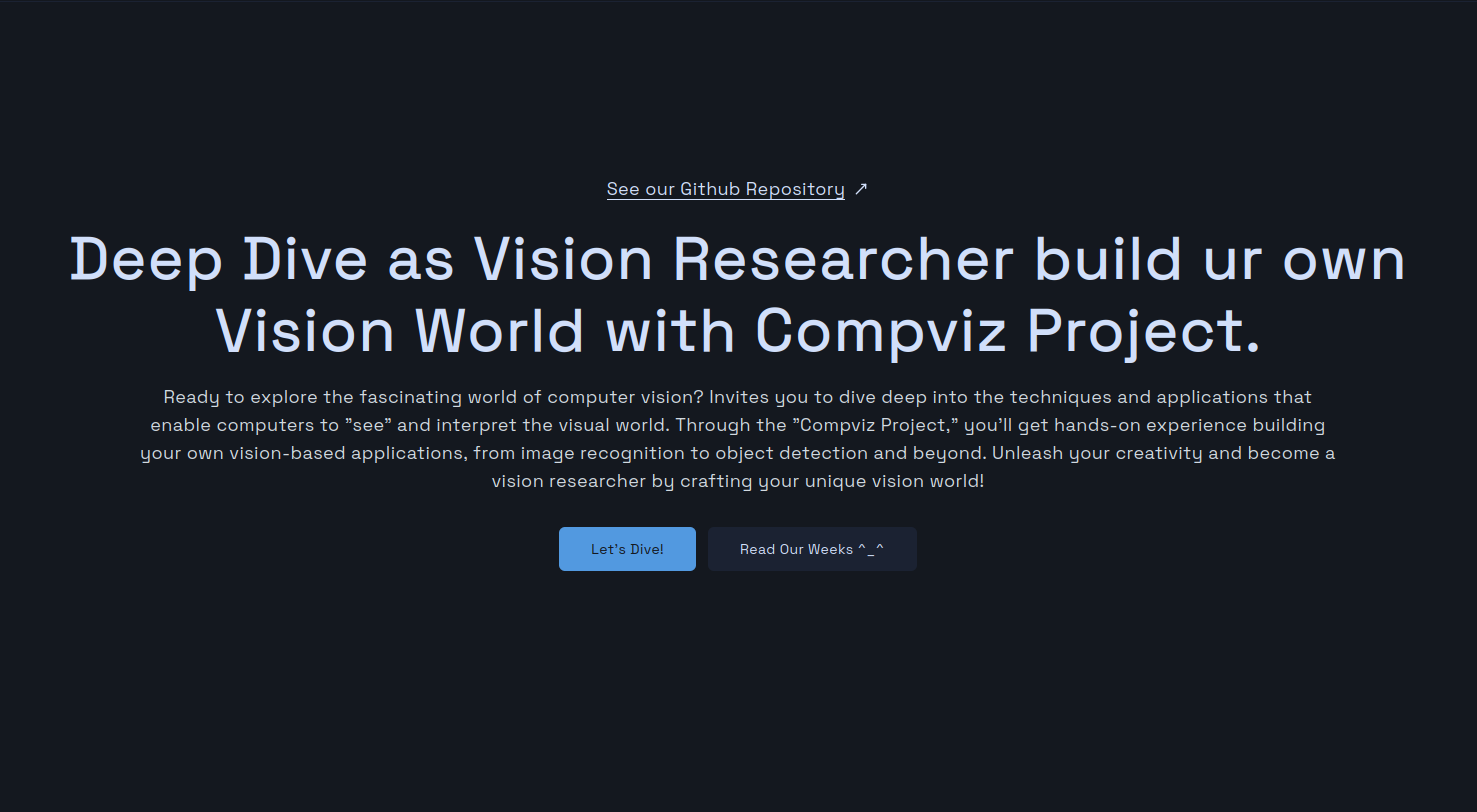 See our Github Repository ↗
Deep Dive as Vision Researcher build ur own
Vision World with Compviz Project.
Ready to explore the fascinating world of computer vision? Invites you to dive deep into the techniques and applications that
enable computers to ”see” and interpret the visual world. Through the ”Compviz Project,” you’ll get hands-on experience building
your own vision-based applications, from image recognition to object detection and beyond. Unleash your creativity and become a
vision researcher by crafting your unique vision world!
Let’s Dive!
Read Our Weeks ^_^